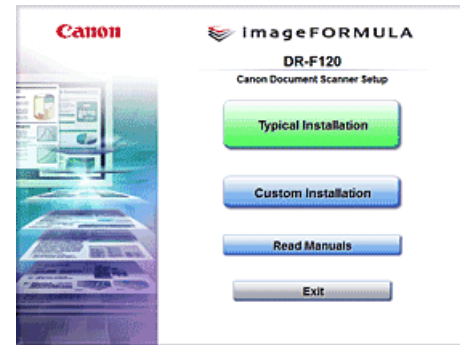 Canon
imageFORMULA
DR-F120
Canon Document Scanner Setup
Typical Installation
Custom Installation
Read Manuals
Exit